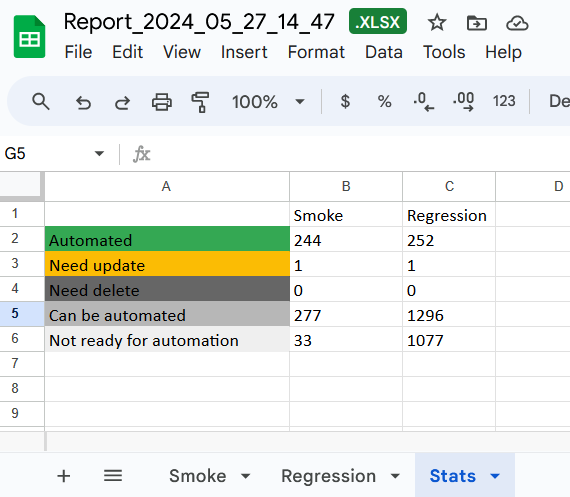 Report_2024_05_27_14_47 .XLSX
File Edit View Insert Format Data Tools Help
100% $ % .0 .00 123 De
G5 fx
A B C D
1 Smoke Regression
2 Automated 244 252
3 Need update 1 1
4 Need delete 0 0
5 Can be automated 277 1296
6 Not ready for automation 33 1077
7
8
9
+ Smoke Regression Stats